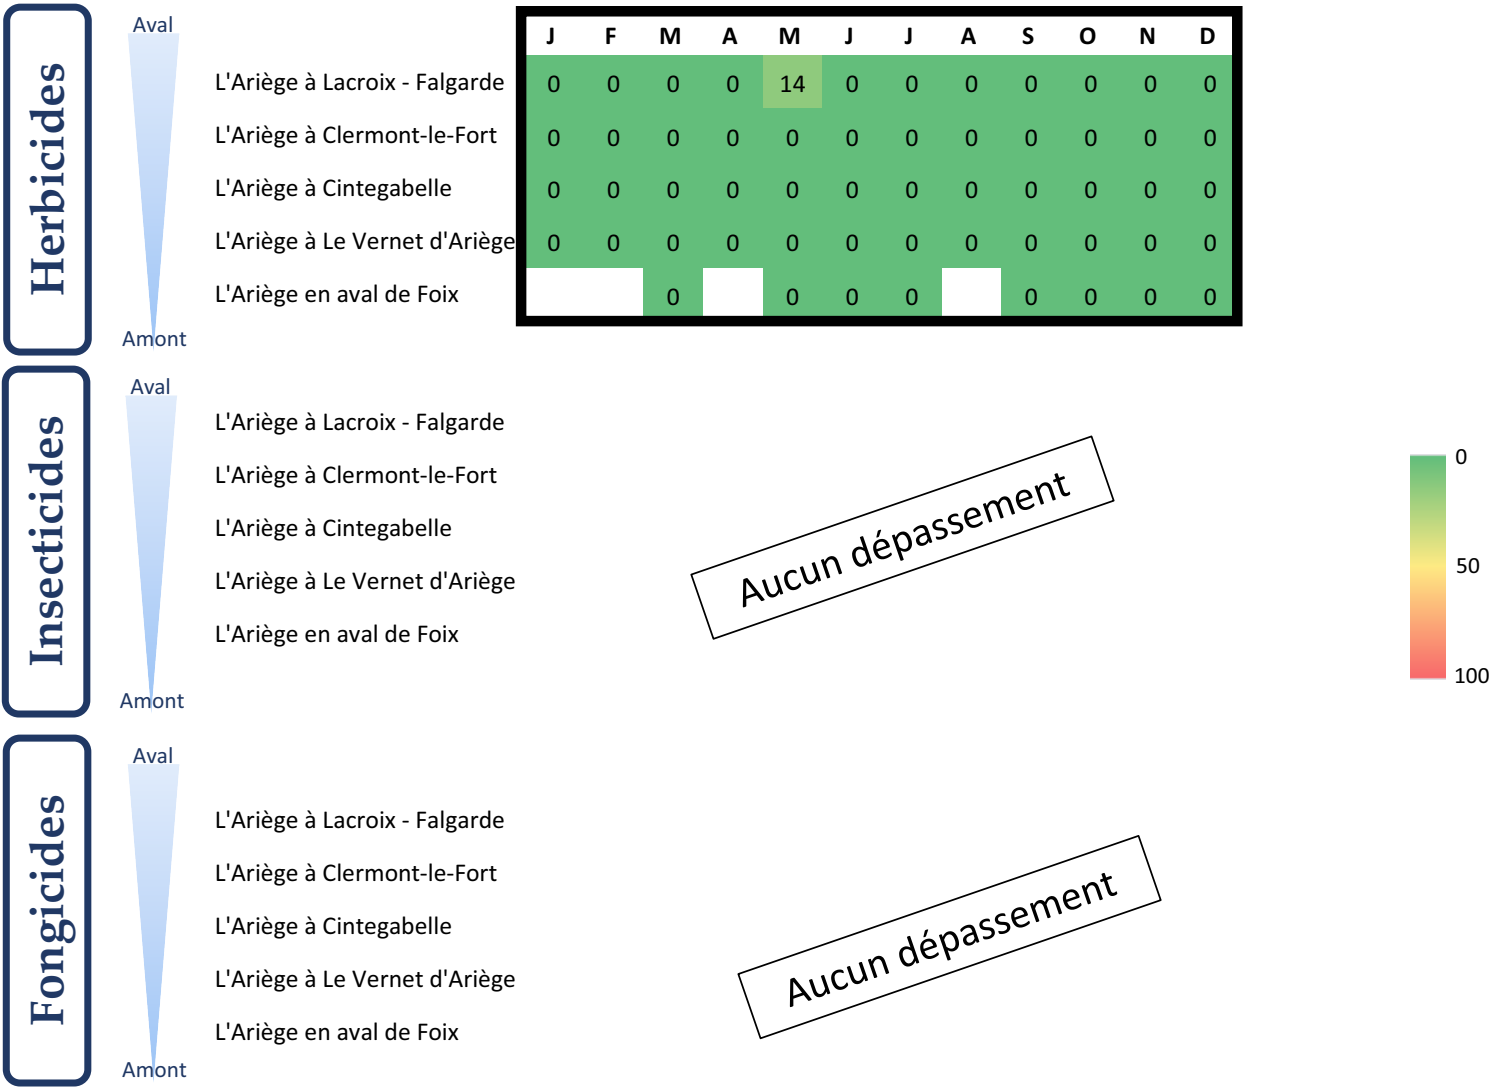 Herbicides
Aval
J F M A M J J A S O N D
L'Ariège à Lacroix - Falgarde 0 0 0 0 14 0 0 0 0 0 0 0
L'Ariège à Clermont-le-Fort 0 0 0 0 0 0 0 0 0 0 0 0
L'Ariège à Cintegabelle 0 0 0 0 0 0 0 0 0 0 0 0
L'Ariège à Le Vernet d'Ariège 0 0 0 0 0 0 0 0 0 0 0 0
L'Ariège en aval de Foix 0 0 0 0 0 0 0 0
Amont
Insecticides
Aval
L'Ariège à Lacroix - Falgarde
L'Ariège à Clermont-le-Fort
L'Ariège à Cintegabelle
L'Ariège à Le Vernet d'Ariège
L'Ariège en aval de Foix
Amont
Aucun dépassement
0
50
100
Fongicides
Aval
L'Ariège à Lacroix - Falgarde
L'Ariège à Clermont-le-Fort
L'Ariège à Cintegabelle
L'Ariège à Le Vernet d'Ariège
L'Ariège en aval de Foix
Amont
Aucun dépassement